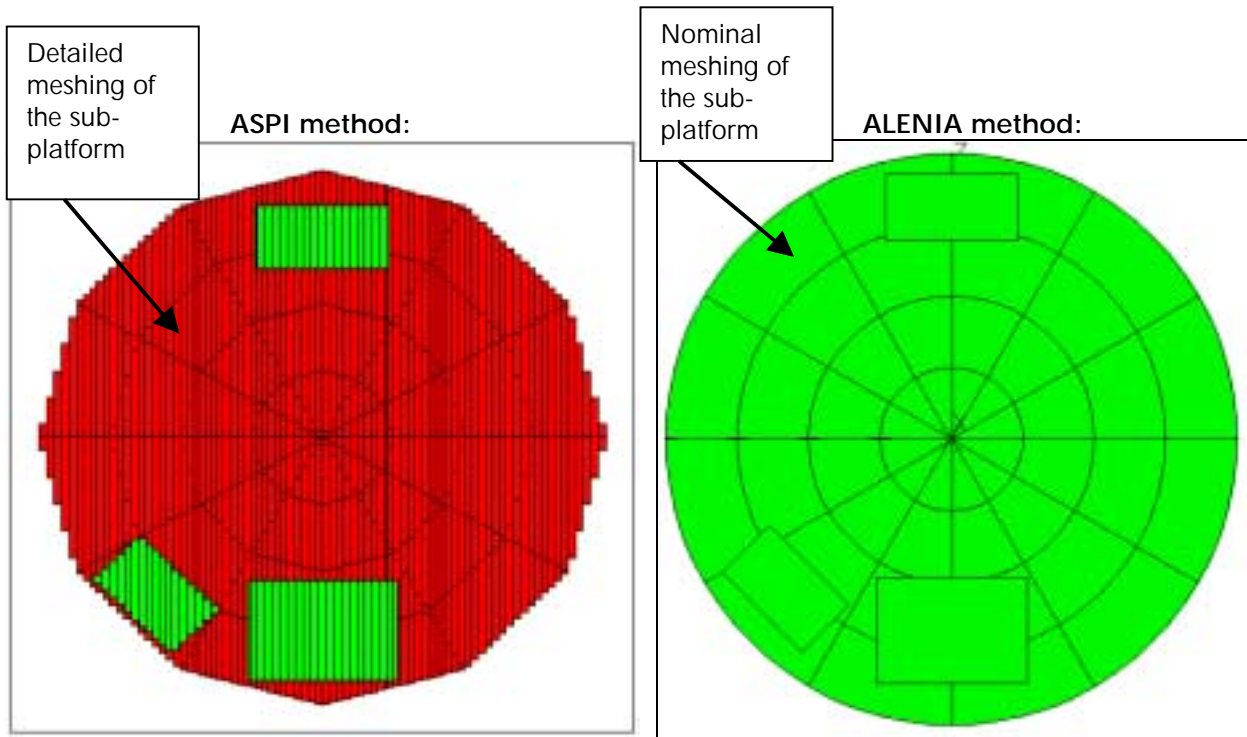 Detailed
meshing of
the sub-
platform
ASPI method:
Nominal
meshing of
the sub-
platform
ALENIA method: